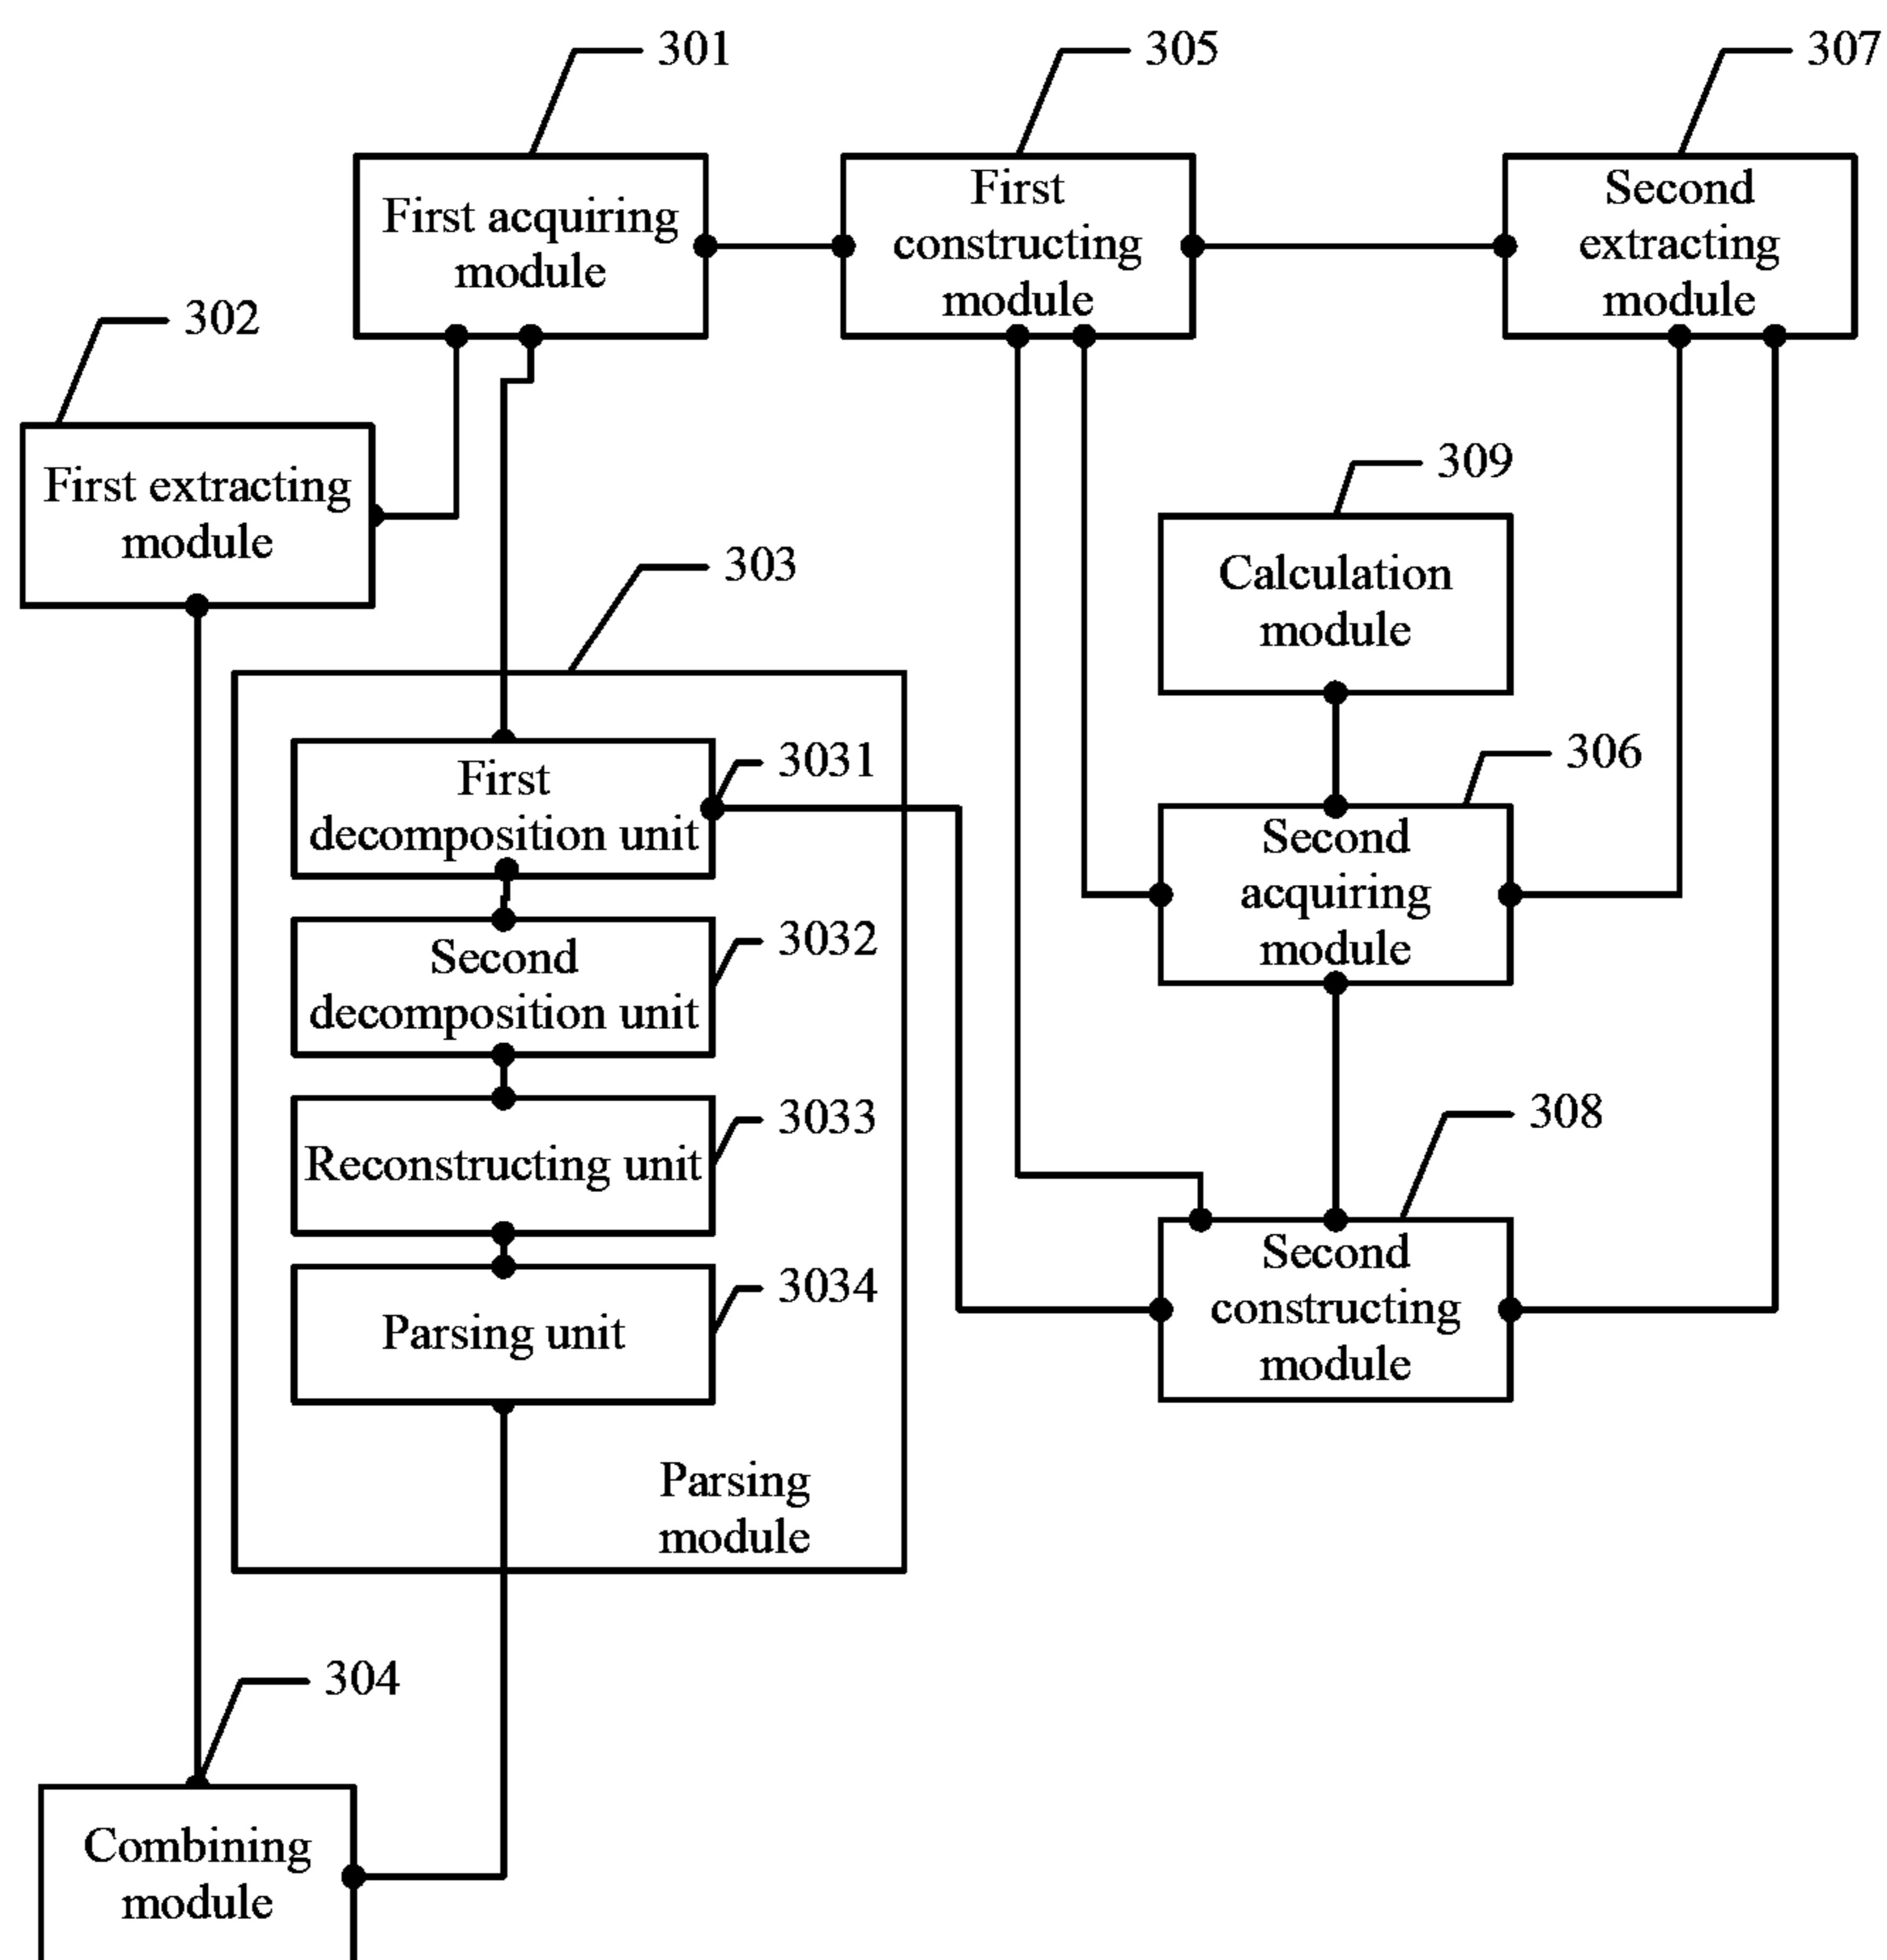 301
305
307
First acquiring
module
First
constructing
module
Second
extracting
module
302
First extracting
module
309
Calculation
module
303
3031
First
decomposition unit
306
Second
acquiring
module
3032
Second
decomposition unit
3033
Reconstructing unit
308
Second
constructing
module
3034
Parsing unit
Parsing
module
304
Combining
module